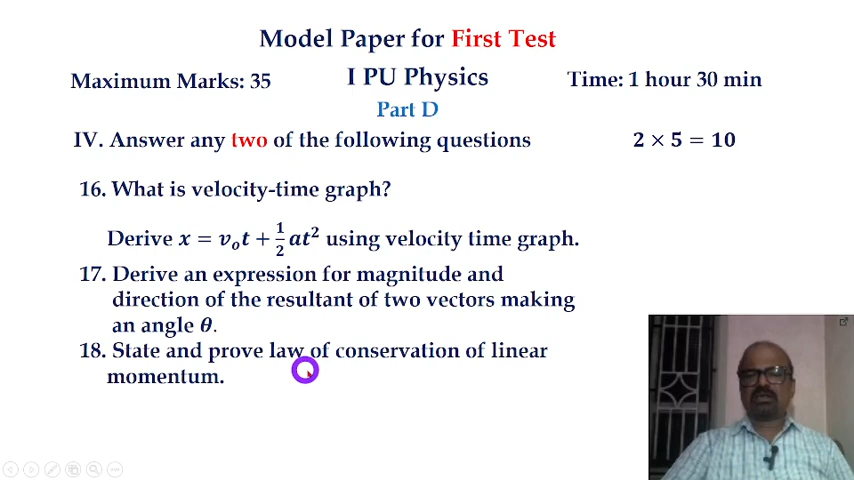 Model Paper for First Test
Maximum Marks: 35 I PU Physics Time: 1 hour 30 min
Part D
IV. Answer any two of the following questions 2 × 5 = 10
16. What is velocity-time graph?
Derive x = vₒt + 1/2 at² using velocity time graph.
17. Derive an expression for magnitude and
direction of the resultant of two vectors making
an angle θ.
18. State and prove law of conservation of linear
momentum.